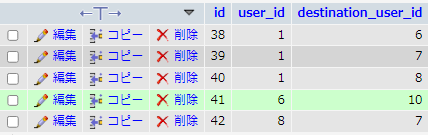 ←T→ id user_id destination_user_id
編集 コピー 削除 38 1 6
編集 コピー 削除 39 1 7
編集 コピー 削除 40 1 8
編集 コピー 削除 41 6 10
編集 コピー 削除 42 8 7